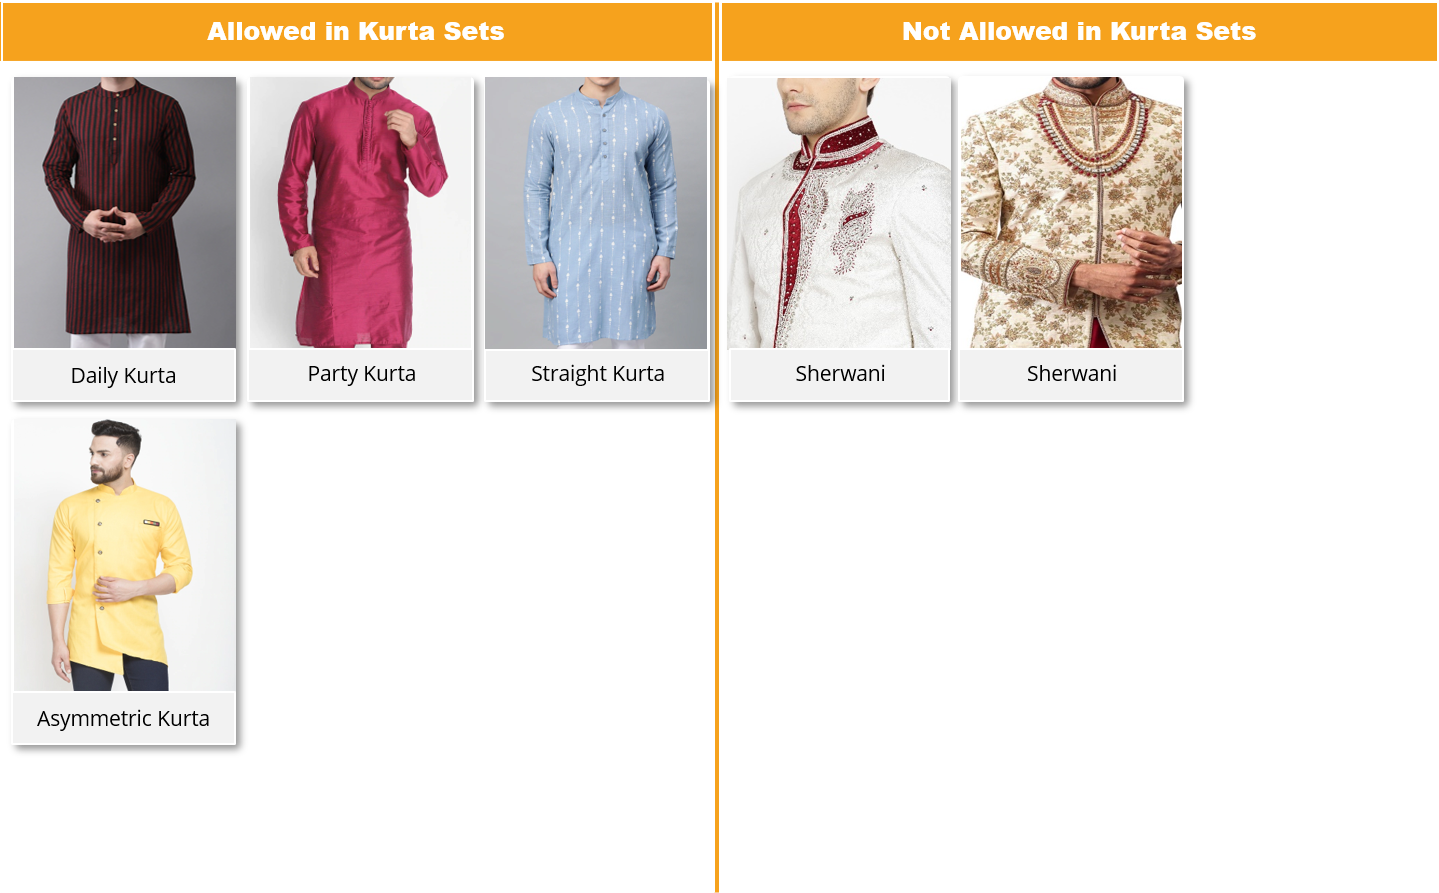 Allowed in Kurta Sets
Not Allowed in Kurta Sets
Daily Kurta
Party Kurta
Straight Kurta
Sherwani
Sherwani
Asymmetric Kurta